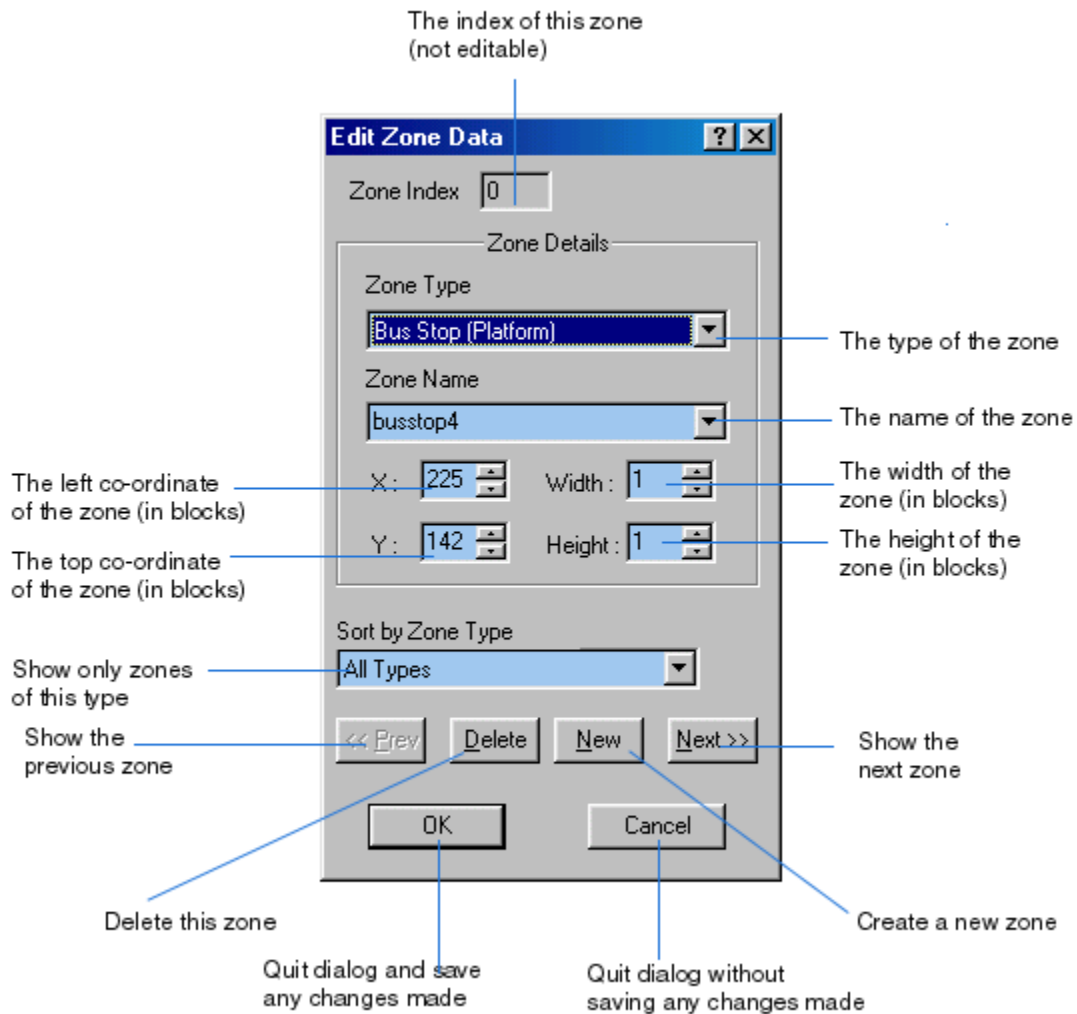 The index of this zone
(not editable)
Edit Zone Data
Zone Index 0
Zone Details
Zone Type
Bus Stop (Platform)
The type of the zone
Zone Name
busstop4
The name of the zone
The left co-ordinate
of the zone (in blocks)
X : 225 Width : 1
The width of the
zone (in blocks)
The top co-ordinate
of the zone (in blocks)
Y : 142 Height : 1
The height of the
zone (in blocks)
Sort by Zone Type
All Types
Show only zones
of this type
Show the
previous zone
<< Prev Delete New Next >>
Show the
next zone
OK Cancel
Delete this zone
Create a new zone
Quit dialog and save
any changes made
Quit dialog without
saving any changes made